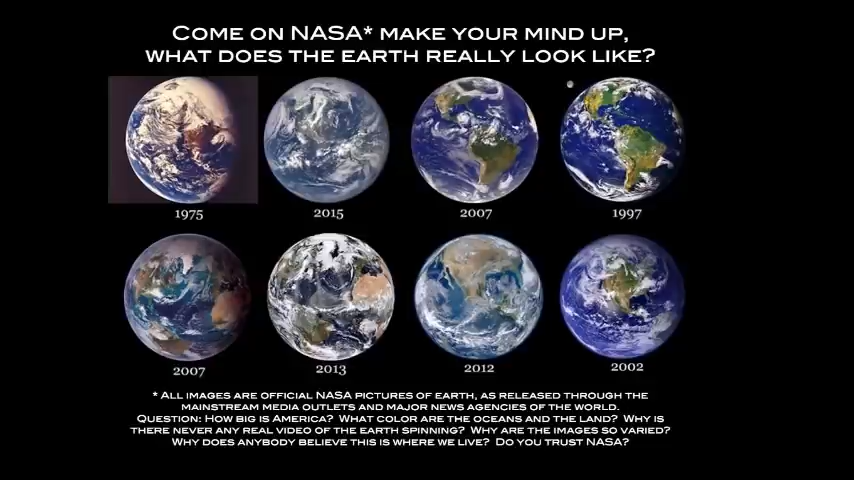 Come on NASA* make your mind up,
what does the earth really look like?
1975
2015
2007
1997
2007
2013
2012
2002
* All images are official NASA pictures of earth, as released through the
mainstream media outlets and major news agencies of the world.
Question: How big is America? What color are the oceans and the land? Why is
there never any real video of the earth spinning? Why are the images so varied?
Why does anybody believe this is where we live? Do you trust NASA?